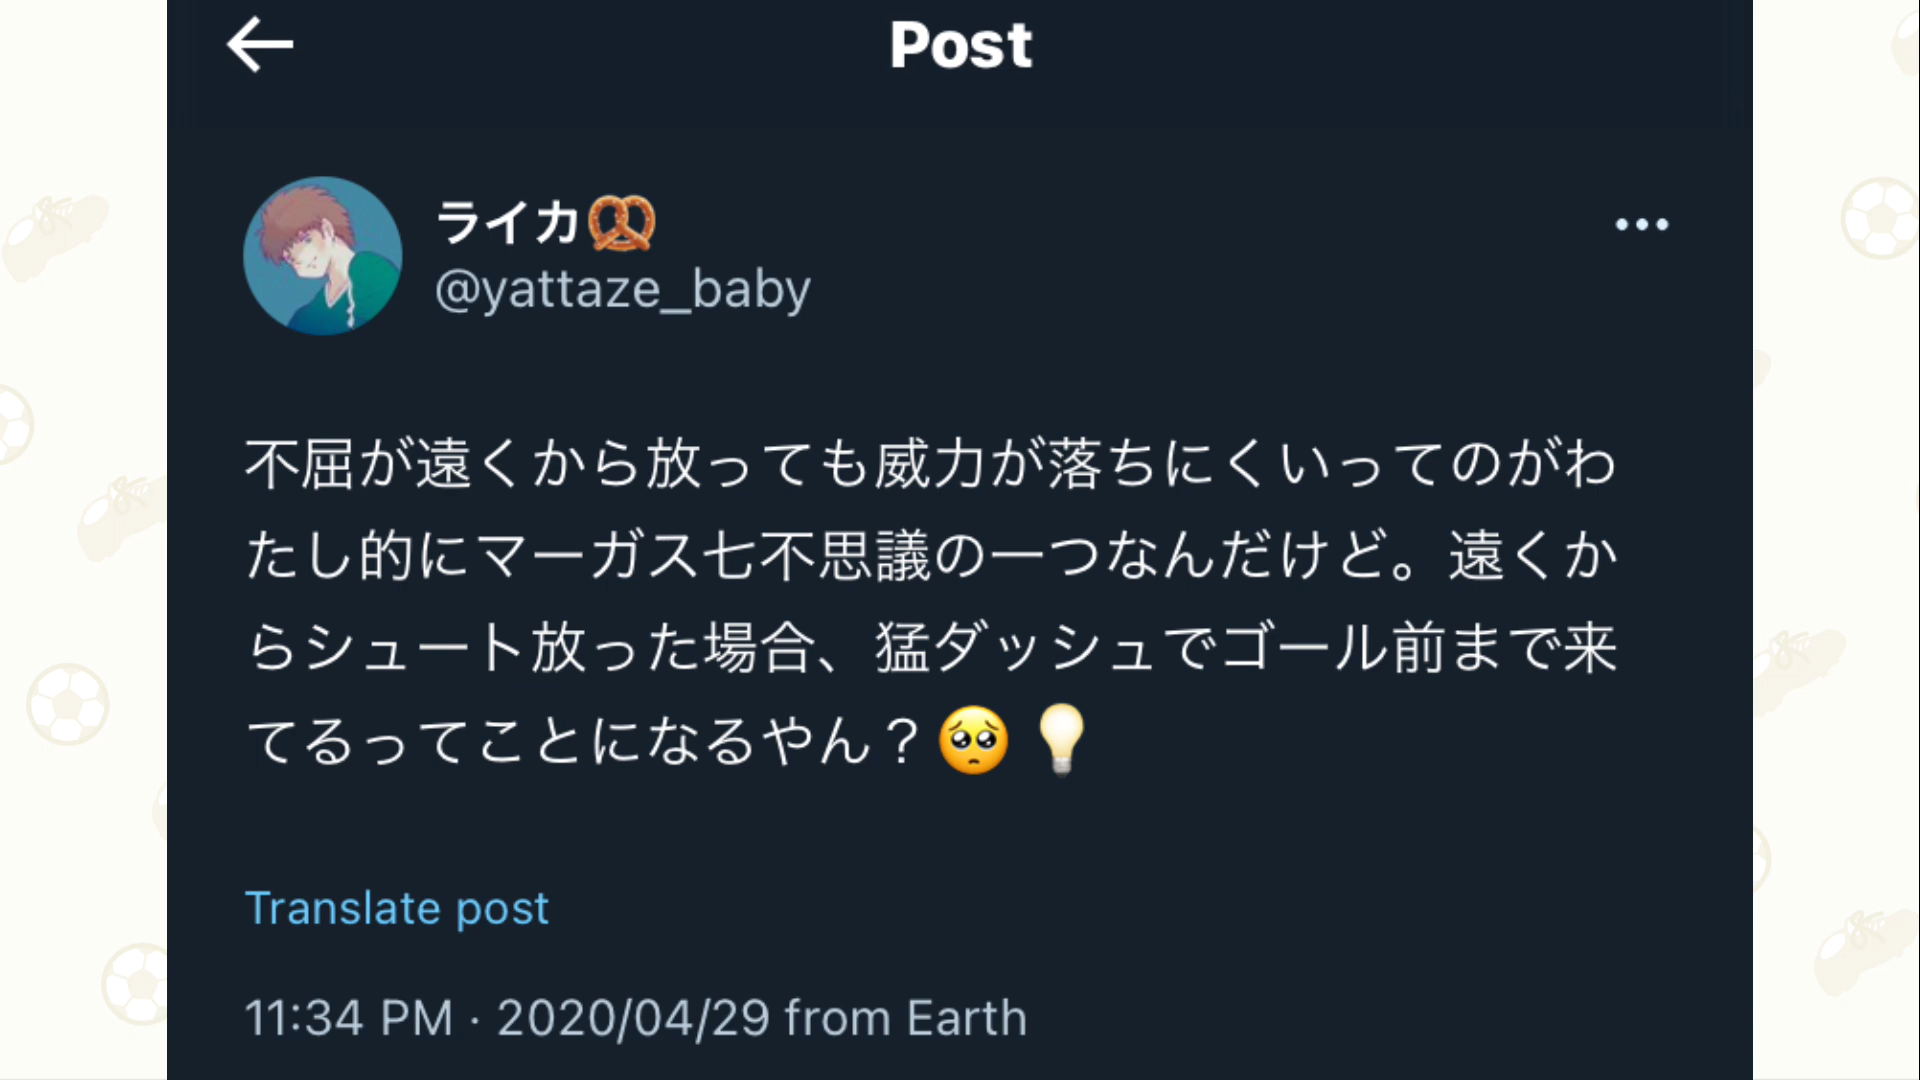 Post
ライカ🥨
@yattaze_baby
不屈が遠くから放っても威力が落ちにくいってのがわ
たし的にマーガス七不思議の一つなんだけど。遠くか
らシュート放った場合、猛ダッシュでゴール前まで来
てるってことになるやん？🥺💡
Translate post
11:34 PM · 2020/04/29 from Earth